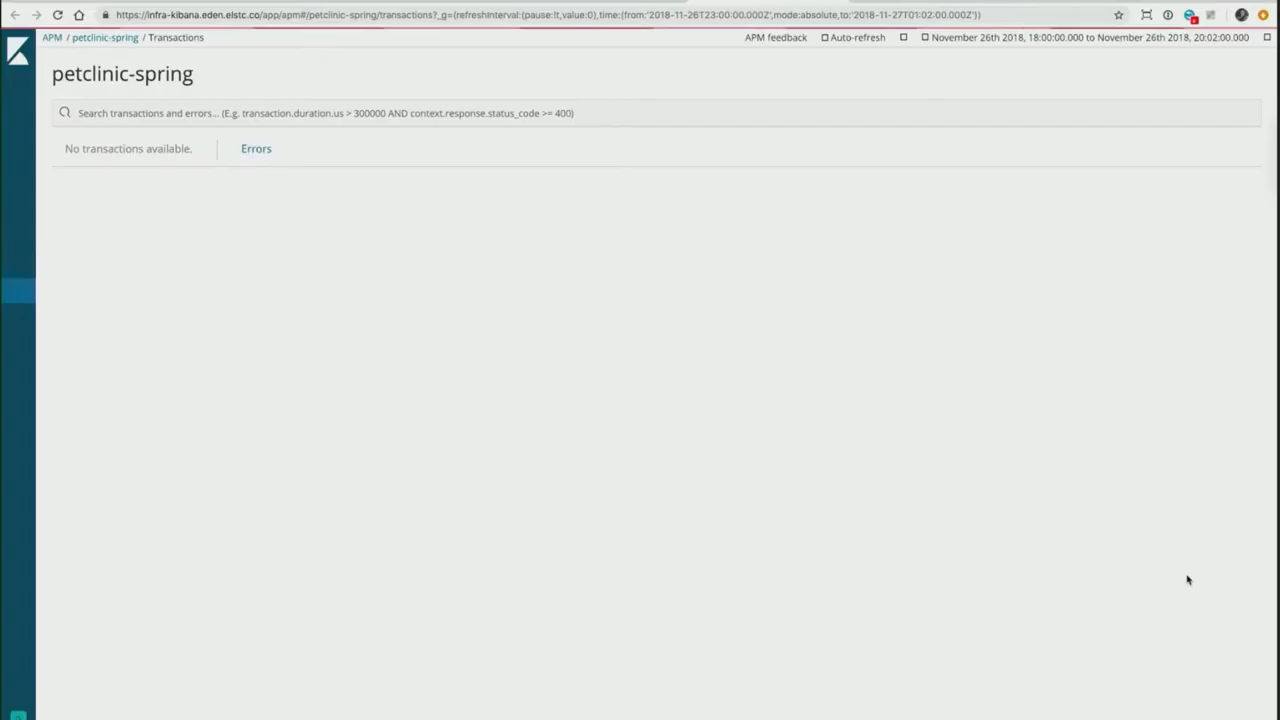 https://infra-kibana.eden.elstc.co/app/apm#/petclinic-spring/transactions?_g=(refreshInterval:(pause:!t,value:0),time:(from:'2018-11-26T23:00:00.000Z',mode:absolute,to:'2018-11-27T01:02:00.000Z'))
APM / petclinic-spring / Transactions
APM feedback Auto-refresh November 26th 2018, 18:00:00.000 to November 26th 2018, 20:02:00.000
petclinic-spring
Search transactions and errors... (E.g. transaction.duration.us > 300000 AND context.response.status_code >= 400)
No transactions available. Errors